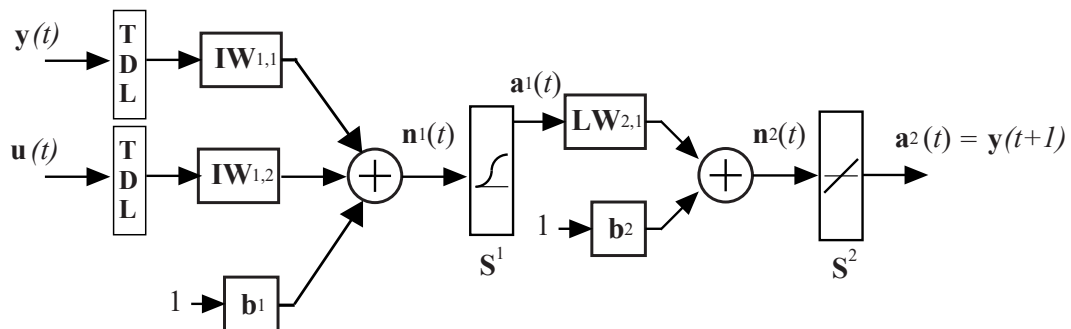 y(t)
T
D
L
IW1,1
u(t)
T
D
L
IW1,2
1
b1
n1(t)
S1
a1(t)
LW2,1
1
b2
n2(t)
S2
a2 (t) = y(t+1)